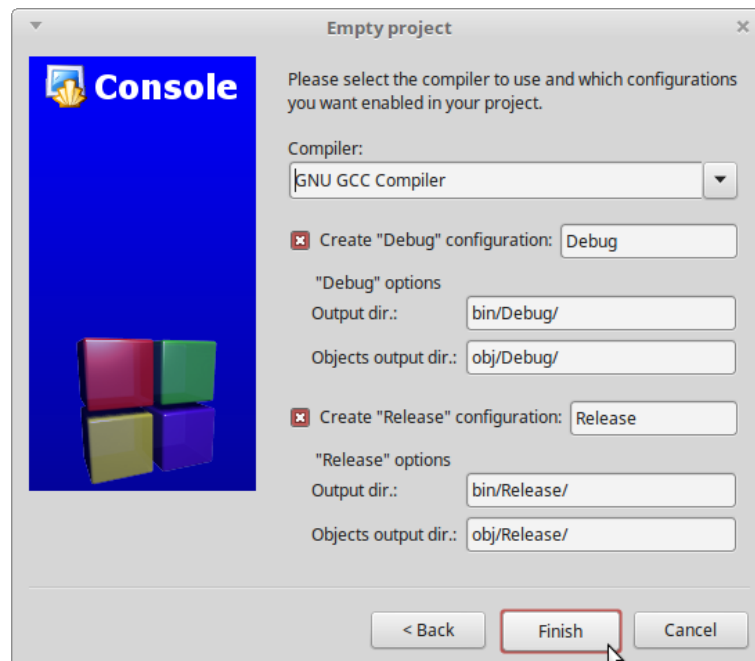 Empty project
Console
Please select the compiler to use and which configurations
you want enabled in your project.
Compiler:
GNU GCC Compiler
Create "Debug" configuration: Debug
"Debug" options
Output dir.: bin/Debug/
Objects output dir.: obj/Debug/
Create "Release" configuration: Release
"Release" options
Output dir.: bin/Release/
Objects output dir.: obj/Release/
< Back Finish Cancel